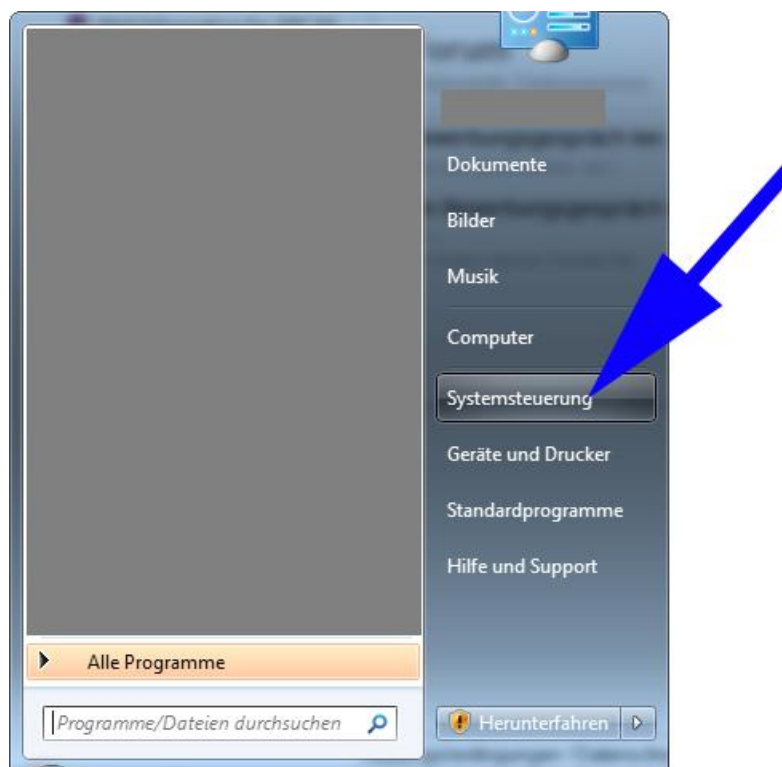 Dokumente
Bilder
Musik
Computer
Systemsteuerung
Geräte und Drucker
Standardprogramme
Hilfe und Support
Alle Programme
Programme/Dateien durchsuchen
Herunterfahren